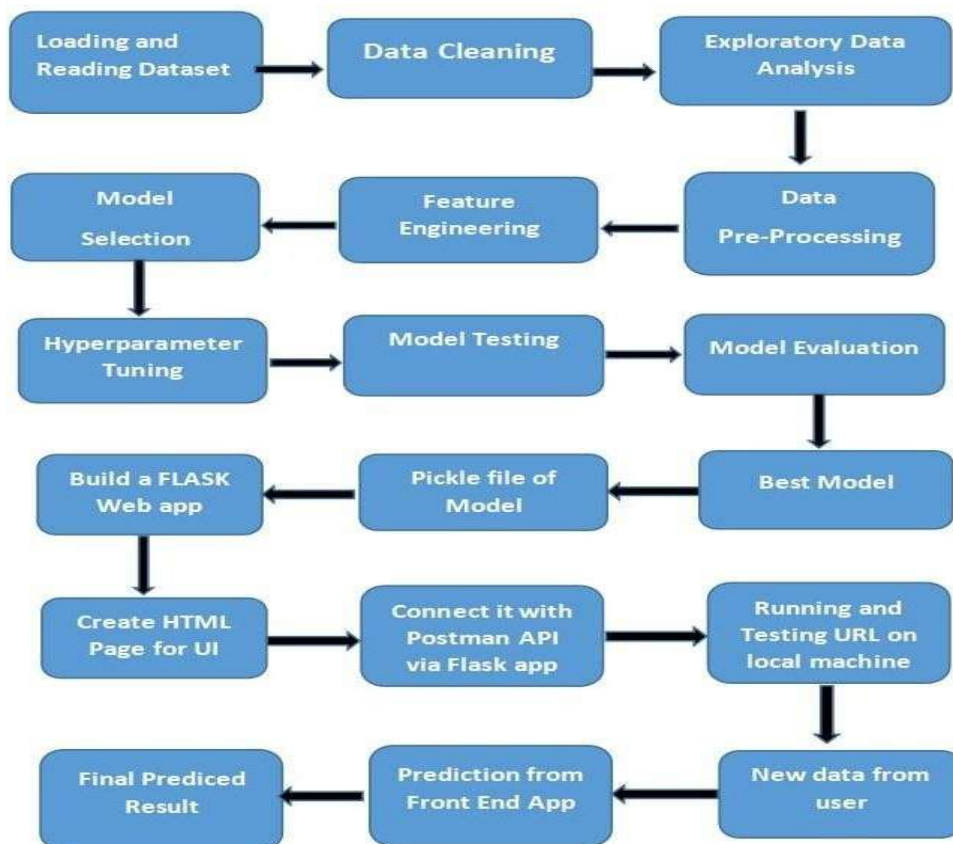 Loading and
Reading Dataset
Data Cleaning
Exploratory Data
Analysis
Data
Pre-Processing
Feature
Engineering
Model
Selection
Hyperparameter
Tuning
Model Testing
Model Evaluation
Best Model
Pickle file of
Model
Build a FLASK
Web app
Create HTML
Page for UI
Connect it with
Postman API
via Flask app
Running and
Testing URL on
local machine
New data from
user
Prediction from
Front End App
Final Prediced
Result